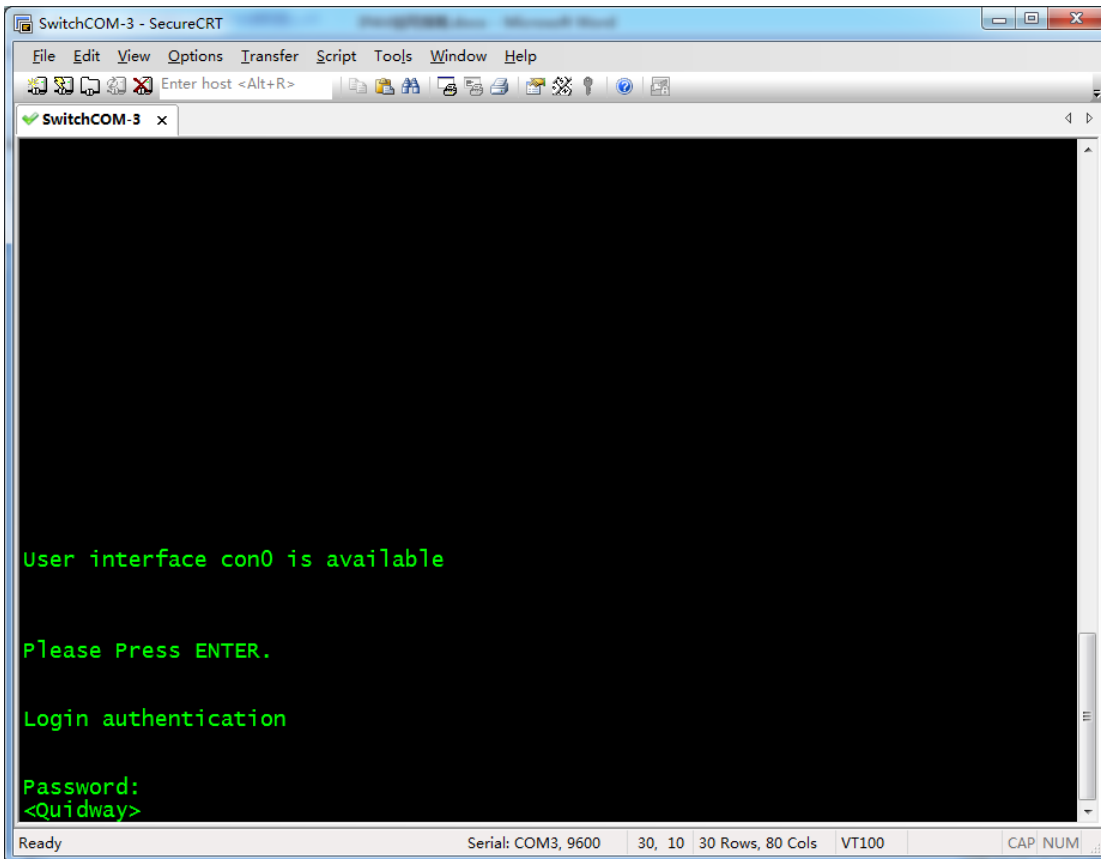 SwitchCOM-3 - SecureCRT
File Edit View Options Transfer Script Tools Window Help
Enter host <Alt+R>
SwitchCOM-3 x
User interface con0 is available
Please Press ENTER.
Login authentication
Password:
<Quidway>
Ready Serial: COM3, 9600 30, 10 30 Rows, 80 Cols VT100 CAP NUM